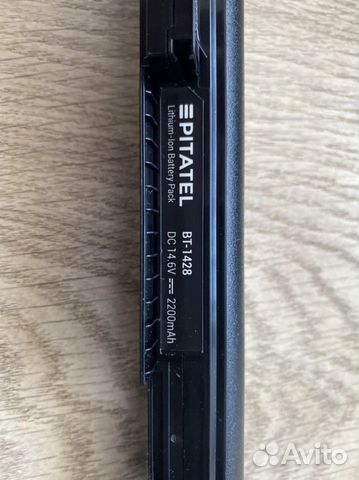 PITATEL
Lithium-Ion Battery Pack
BT-1428
DC 14.6V ⎓ 2200mAh
Avito